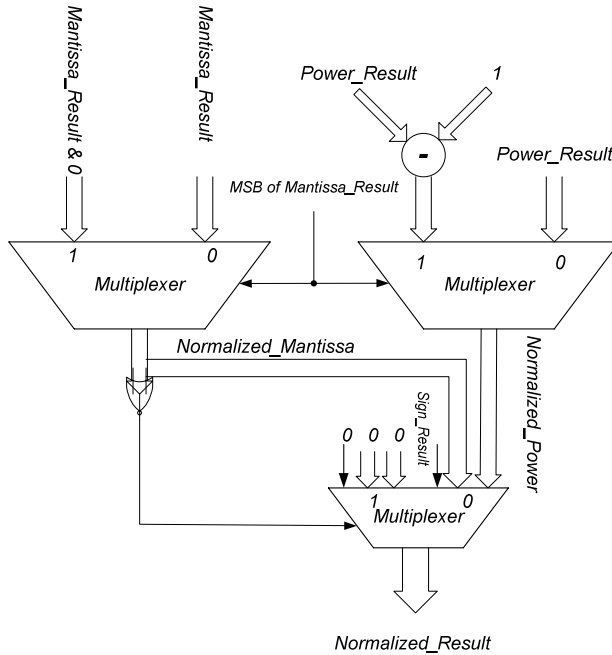 Mantissa_Result & 0
Mantissa_Result
Power_Result
1
-
Power_Result
MSB of Mantissa_Result
1
0
Multiplexer
1
0
Multiplexer
Normalized_Mantissa
Normalized_Power
Sign_Result
0
0
0
1
0
Multiplexer
Normalized_Result